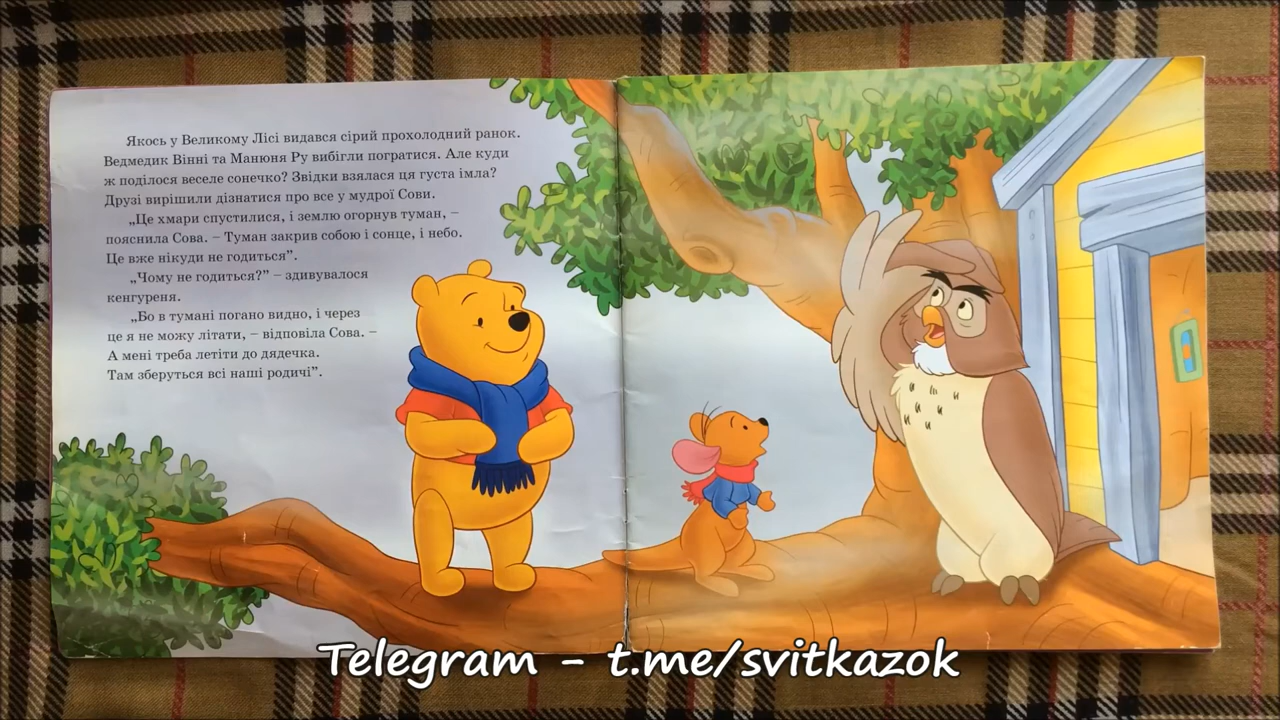 Якось у Великому Лісі видався сірий прохолодний ранок.
Ведмедик Вінні та Манюня Ру вибігли погратися. Але куди
ж поділося веселе сонечко? Звідки взялася ця густа імла?
Друзі вирішили дізнатися про все у мудрої Сови.
„Це хмари спустилися, і землю огорнув туман, –
пояснила Сова. – Туман закрив собою і сонце, і небо.
Це вже нікуди не годиться”.
„Чому не годиться?” – здивувалося
кенгуреня.
„Бо в тумані погано видно, і через
це я не можу літати, – відповіла Сова. –
А мені треба летіти до дядечка.
Там зберуться всі наші родичі”.
Telegram - t.me/svitkazok